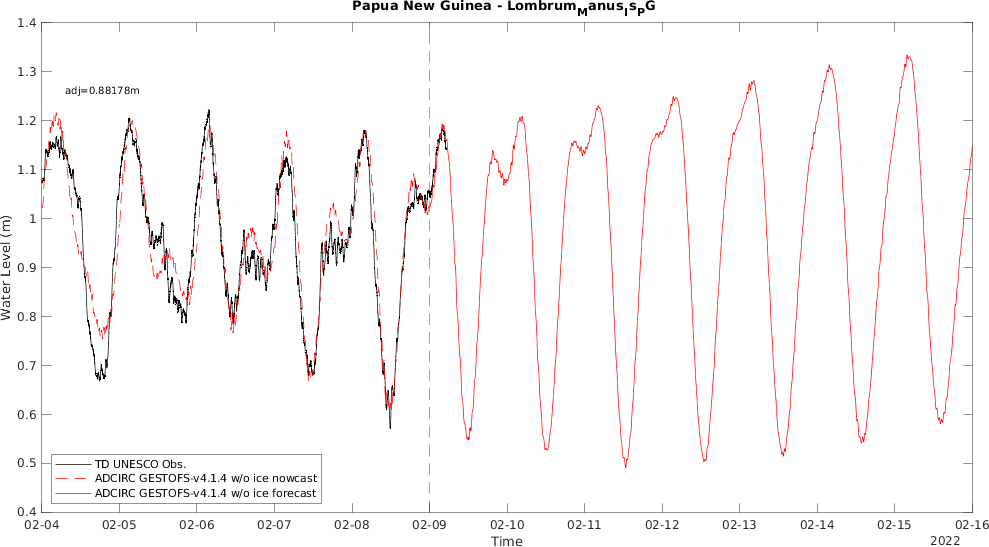 Papua New Guinea - LombrumManusIsPG
1.4
1.3
1.2
1.1
1
0.9
0.8
0.7
0.6
0.5
0.4
Water Level (m)
adj=0.88178m
TD UNESCO Obs.
ADCIRC GESTOFS-v4.1.4 w/o ice nowcast
ADCIRC GESTOFS-v4.1.4 w/o ice forecast
02-04 02-05 02-06 02-07 02-08 02-09 02-10 02-11 02-12 02-13 02-14 02-15 02-16
Time
2022